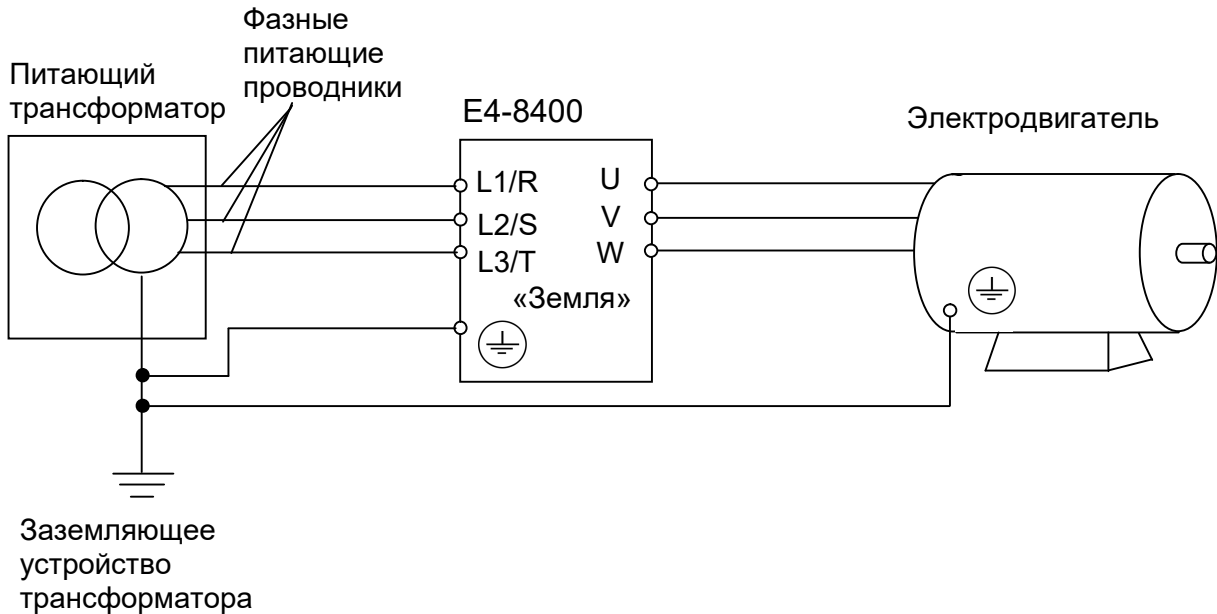 Фазные
питающие
проводники
Питающий
трансформатор
E4-8400
Электродвигатель
L1/R
U
L2/S
V
L3/T
W
«Земля»
Заземляющее
устройство
трансформатора